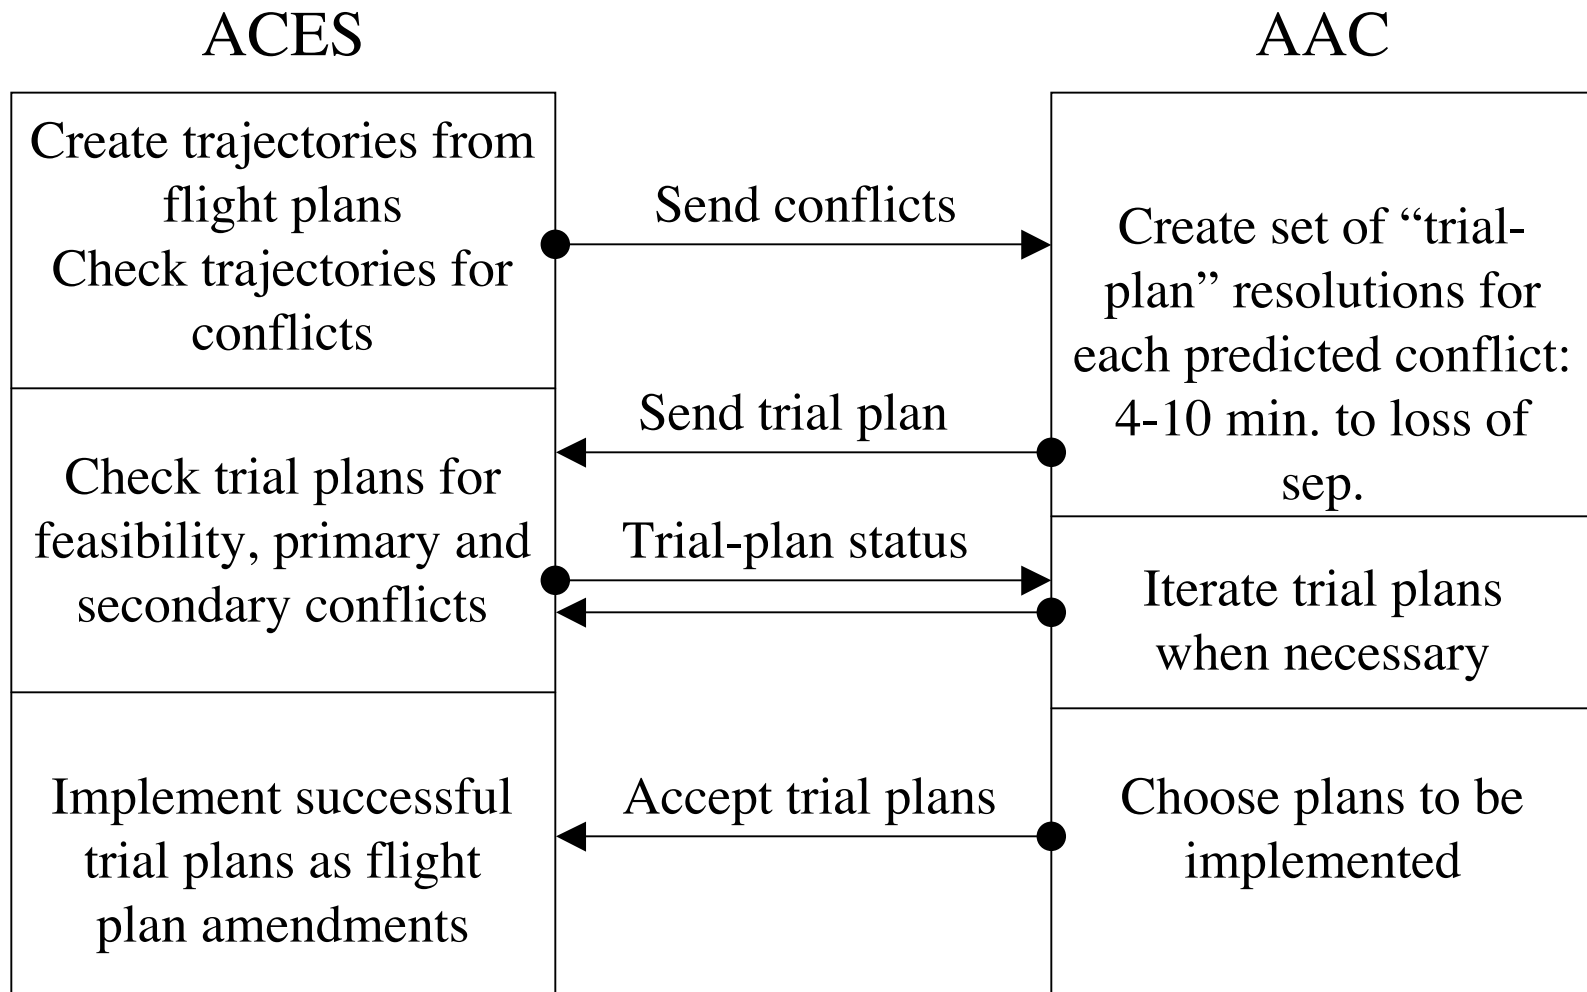 ACES
AAC
Create trajectories from
flight plans
Check trajectories for
conflicts
Send conflicts
Create set of “trial-
plan” resolutions for
each predicted conflict:
4-10 min. to loss of
sep.
Send trial plan
Check trial plans for
feasibility, primary and
secondary conflicts
Trial-plan status
Iterate trial plans
when necessary
Implement successful
trial plans as flight
plan amendments
Accept trial plans
Choose plans to be
implemented